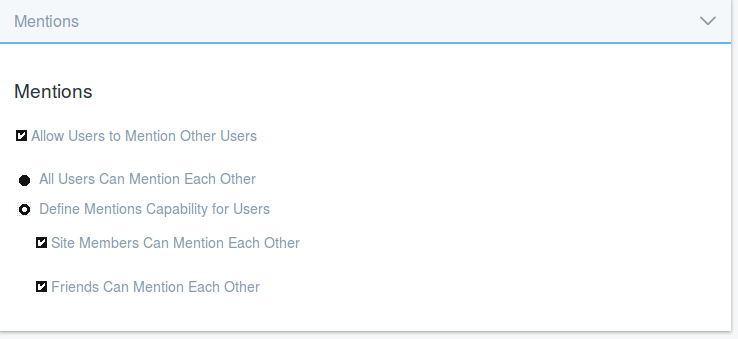 Mentions
Mentions
Allow Users to Mention Other Users
All Users Can Mention Each Other
Define Mentions Capability for Users
Site Members Can Mention Each Other
Friends Can Mention Each Other